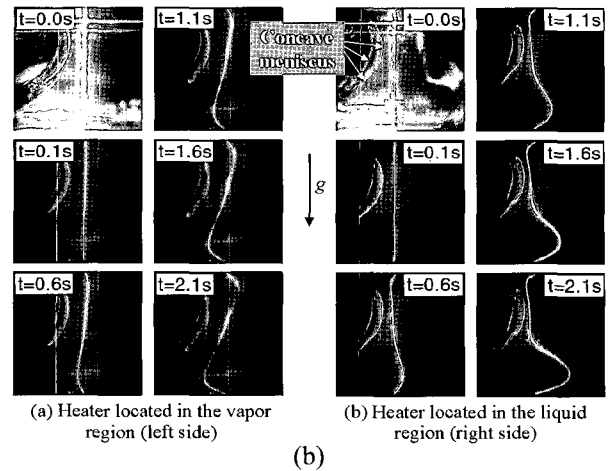 t=0.0s
t=1.1s
Concave
meniscus
t=0.0s
t=1.1s
t=0.1s
t=1.6s
g
t=0.1s
t=1.6s
t=0.6s
t=2.1s
t=0.6s
t=2.1s
(a) Heater located in the vapor
region (left side)
(b) Heater located in the liquid
region (right side)
(b)